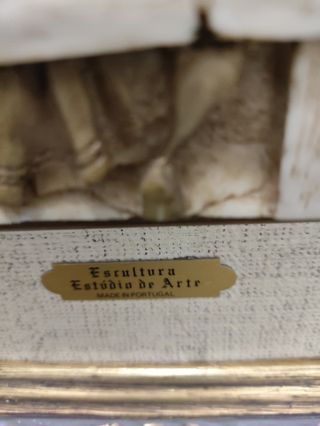 Escultura
Estúdio de Arte
MADE IN PORTUGAL